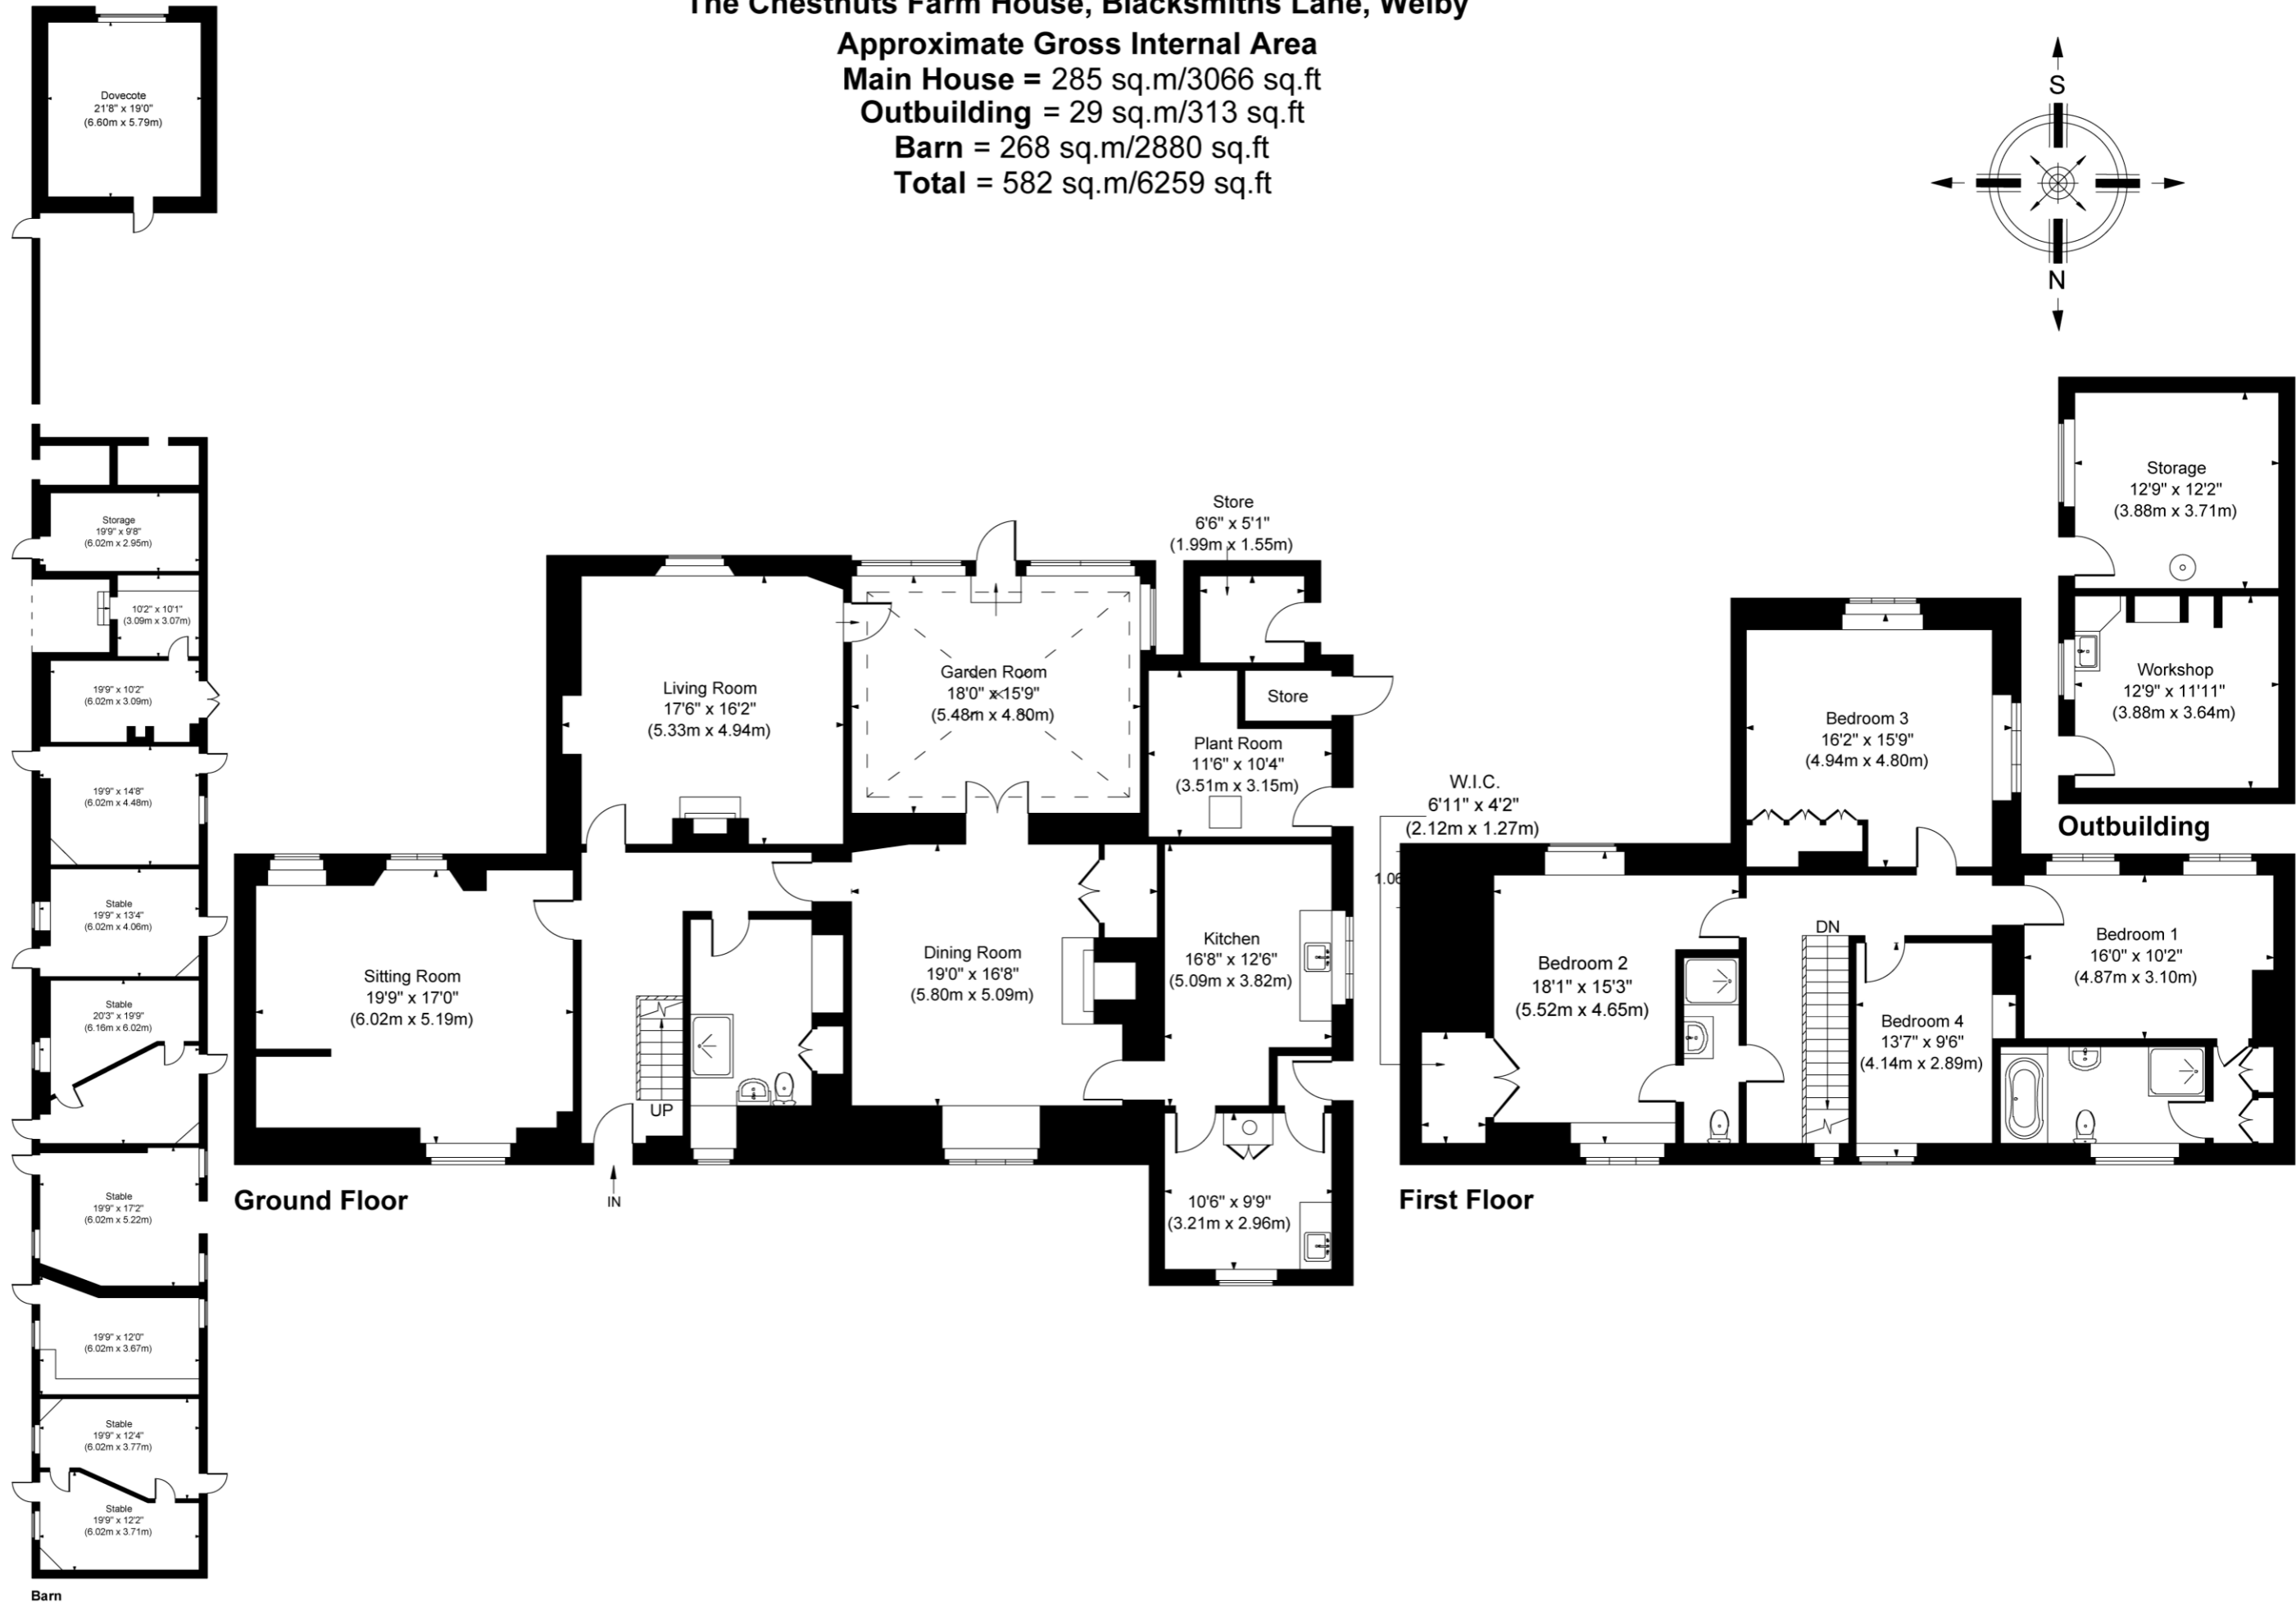 The Chestnuts Farm House, Blacksmiths Lane, Welby
Approximate Gross Internal Area
Main House = 285 sq.m/3066 sq.ft
Outbuilding = 29 sq.m/313 sq.ft
Barn = 268 sq.m/2880 sq.ft
Total = 582 sq.m/6259 sq.ft
S
N
Dovecote
21'8" x 19'0"
(6.60m x 5.79m)
Storage
19'9" x 9'8"
(6.02m x 2.95m)
10'2" x 10'1"
(3.09m x 3.07m)
19'9" x 10'2"
(6.02m x 3.09m)
19'9" x 14'8"
(6.02m x 4.48m)
Stable
19'9" x 13'4"
(6.02m x 4.06m)
Stable
20'3" x 19'9"
(6.16m x 6.02m)
Stable
19'9" x 17'2"
(6.02m x 5.22m)
19'9" x 12'0"
(6.02m x 3.67m)
Stable
19'9" x 12'4"
(6.02m x 3.77m)
Stable
19'9" x 12'2"
(6.02m x 3.71m)
Barn
Sitting Room
19'9" x 17'0"
(6.02m x 5.19m)
Living Room
17'6" x 16'2"
(5.33m x 4.94m)
Garden Room
18'0" x 15'9"
(5.48m x 4.80m)
Store
6'6" x 5'1"
(1.99m x 1.55m)
Store
Plant Room
11'6" x 10'4"
(3.51m x 3.15m)
Dining Room
19'0" x 16'8"
(5.80m x 5.09m)
Kitchen
16'8" x 12'6"
(5.09m x 3.82m)
UP
IN
10'6" x 9'9"
(3.21m x 2.96m)
Ground Floor
W.I.C.
6'11" x 4'2"
(2.12m x 1.27m)
1.06
Bedroom 2
18'1" x 15'3"
(5.52m x 4.65m)
Bedroom 3
16'2" x 15'9"
(4.94m x 4.80m)
DN
Bedroom 4
13'7" x 9'6"
(4.14m x 2.89m)
Bedroom 1
16'0" x 10'2"
(4.87m x 3.10m)
First Floor
Storage
12'9" x 12'2"
(3.88m x 3.71m)
Workshop
12'9" x 11'11"
(3.88m x 3.64m)
Outbuilding